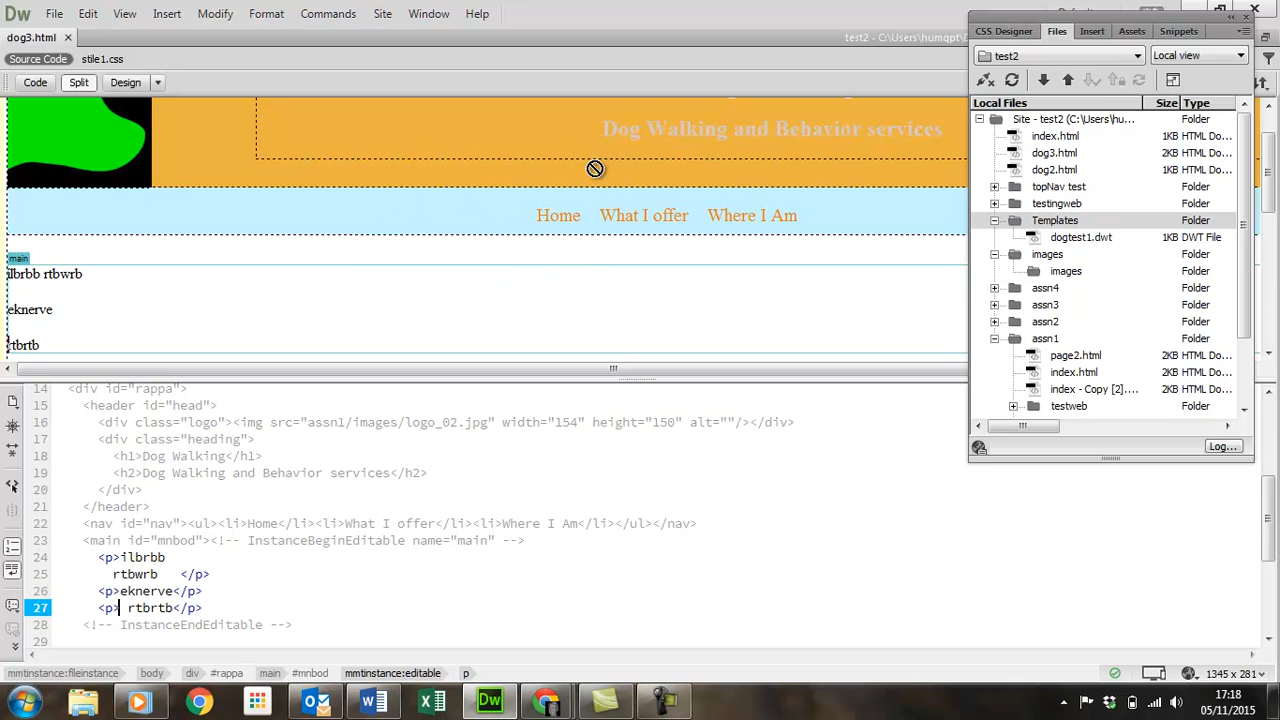 Dw File Edit View Insert Modify Format Commands Site Window Help
dog3.html ×
test2 - C:\Users\humqpt\D
Source Code stile1.css
Code Split Design
Dog Walking and Behavior services
Home What I offer Where I Am
main
ilbrbb rtbwrb
eknerve
rtbrtb
14 <div id="rappa">
15 <header id="head">
16 <div class="logo"><img src="assn1/images/logo_02.jpg" width="154" height="150" alt=""/></div>
17 <div class="heading">
18 <h1>Dog Walking</h1>
19 <h2>Dog Walking and Behavior services</h2>
20 </div>
21 </header>
22 <nav id="nav"><ul><li>Home</li><li>What I offer</li><li>Where I Am</li></ul></nav>
23 <main id="mnbod"><!-- InstanceBeginEditable name="main" -->
24 <p>ilbrbb
25 rtbwrb </p>
26 <p>eknerve</p>
27 <p> rtbrtb</p>
28 <!-- InstanceEndEditable -->
29
mmtinstance:fileinstance body div #rappa main #mnbod mmtinstance:editable p
1345 x 281
CSS Designer Files Insert Assets Snippets
test2 Local view
Local Files Size Type
Site - test2 (C:\Users\hu... Folder
index.html 1KB HTML Do...
dog3.html 2KB HTML Do...
dog2.html 1KB HTML Do...
topNav test Folder
testingweb Folder
Templates Folder
dogtest1.dwt 1KB DWT File
images Folder
images Folder
assn4 Folder
assn3 Folder
assn2 Folder
assn1 Folder
page2.html 2KB HTML Do...
index.html 2KB HTML Do...
index - Copy [2].... 2KB HTML Do...
testweb Folder
Log...
17:18
05/11/2015